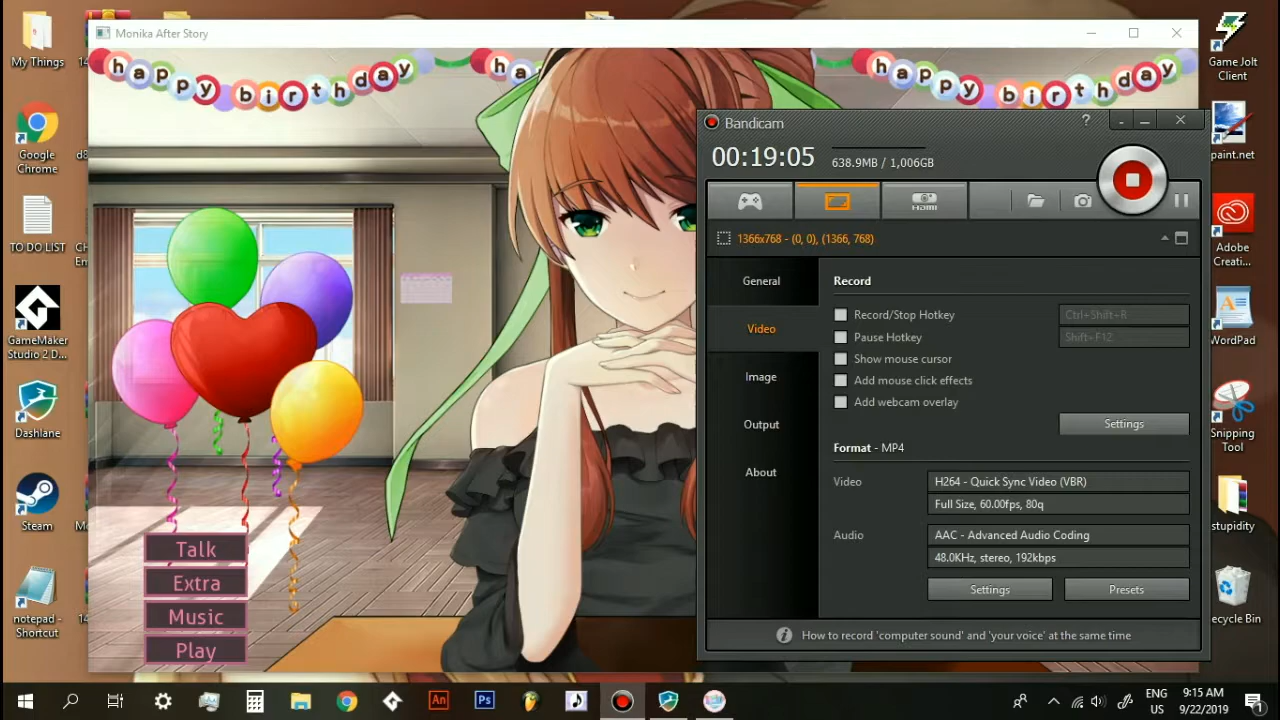 My Things
Google
Chrome
TO DO LIST
GameMaker
Studio 2 D...
Dashlane
Steam
notepad -
Shortcut
Monika After Story
happy birthday
ha
happy birthday
Talk
Extra
Music
Play
Bandicam
?
00:19:05
638.9MB / 1,006GB
HDMI
1366x768 - (0, 0), (1366, 768)
General
Video
Image
Output
About
Record
Record/Stop Hotkey
Ctrl+Shift+R
Pause Hotkey
Shift+F12
Show mouse cursor
Add mouse click effects
Add webcam overlay
Settings
Format - MP4
Video
H264 - Quick Sync Video (VBR)
Full Size, 60.00fps, 80q
Audio
AAC - Advanced Audio Coding
48.0KHz, stereo, 192kbps
Settings
Presets
How to record 'computer sound' and 'your voice' at the same time
Game Jolt
Client
paint.net
Adobe
Creati...
WordPad
Snipping
Tool
stupidity
ecycle Bin
An
Ps
ENG
US
9:15 AM
9/22/2019
1